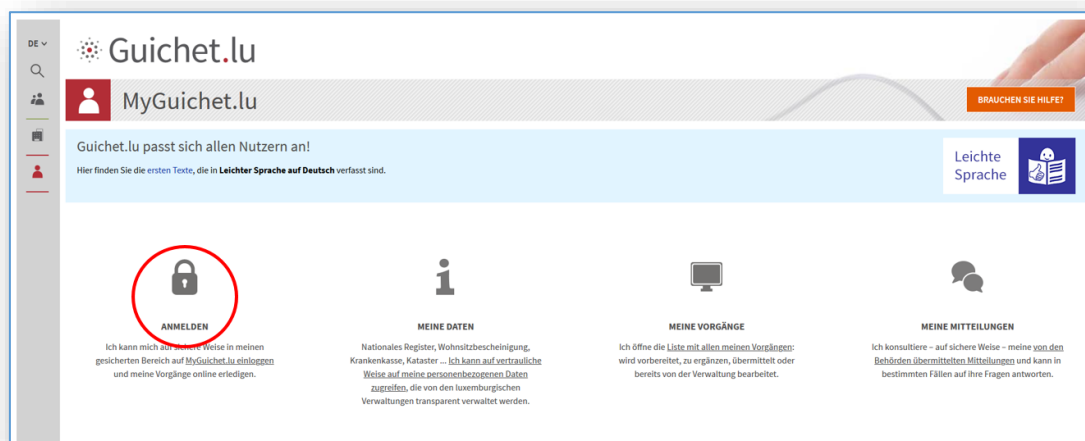 DE
Guichet.lu
MyGuichet.lu
BRAUCHEN SIE HILFE?
Guichet.lu passt sich allen Nutzern an!
Hier finden Sie die ersten Texte, die in Leichter Sprache auf Deutsch verfasst sind.
Leichte
Sprache
ANMELDEN
Ich kann mich auf sichere Weise in meinen
gesicherten Bereich auf MyGuichet.lu einloggen
und meine Vorgänge online erledigen.
MEINE DATEN
Nationales Register, Wohnsitzbescheinigung,
Krankenkasse, Kataster ... Ich kann auf vertrauliche
Weise auf meine personenbezogenen Daten
zugreifen, die von den luxemburgischen
Verwaltungen transparent verwaltet werden.
MEINE VORGÄNGE
Ich öffne die Liste mit allen meinen Vorgängen:
wird vorbereitet, zu ergänzen, übermittelt oder
bereits von der Verwaltung bearbeitet.
MEINE MITTEILUNGEN
Ich konsultiere – auf sichere Weise – meine von den
Behörden übermittelten Mitteilungen und kann in
bestimmten Fällen auf ihre Fragen antworten.